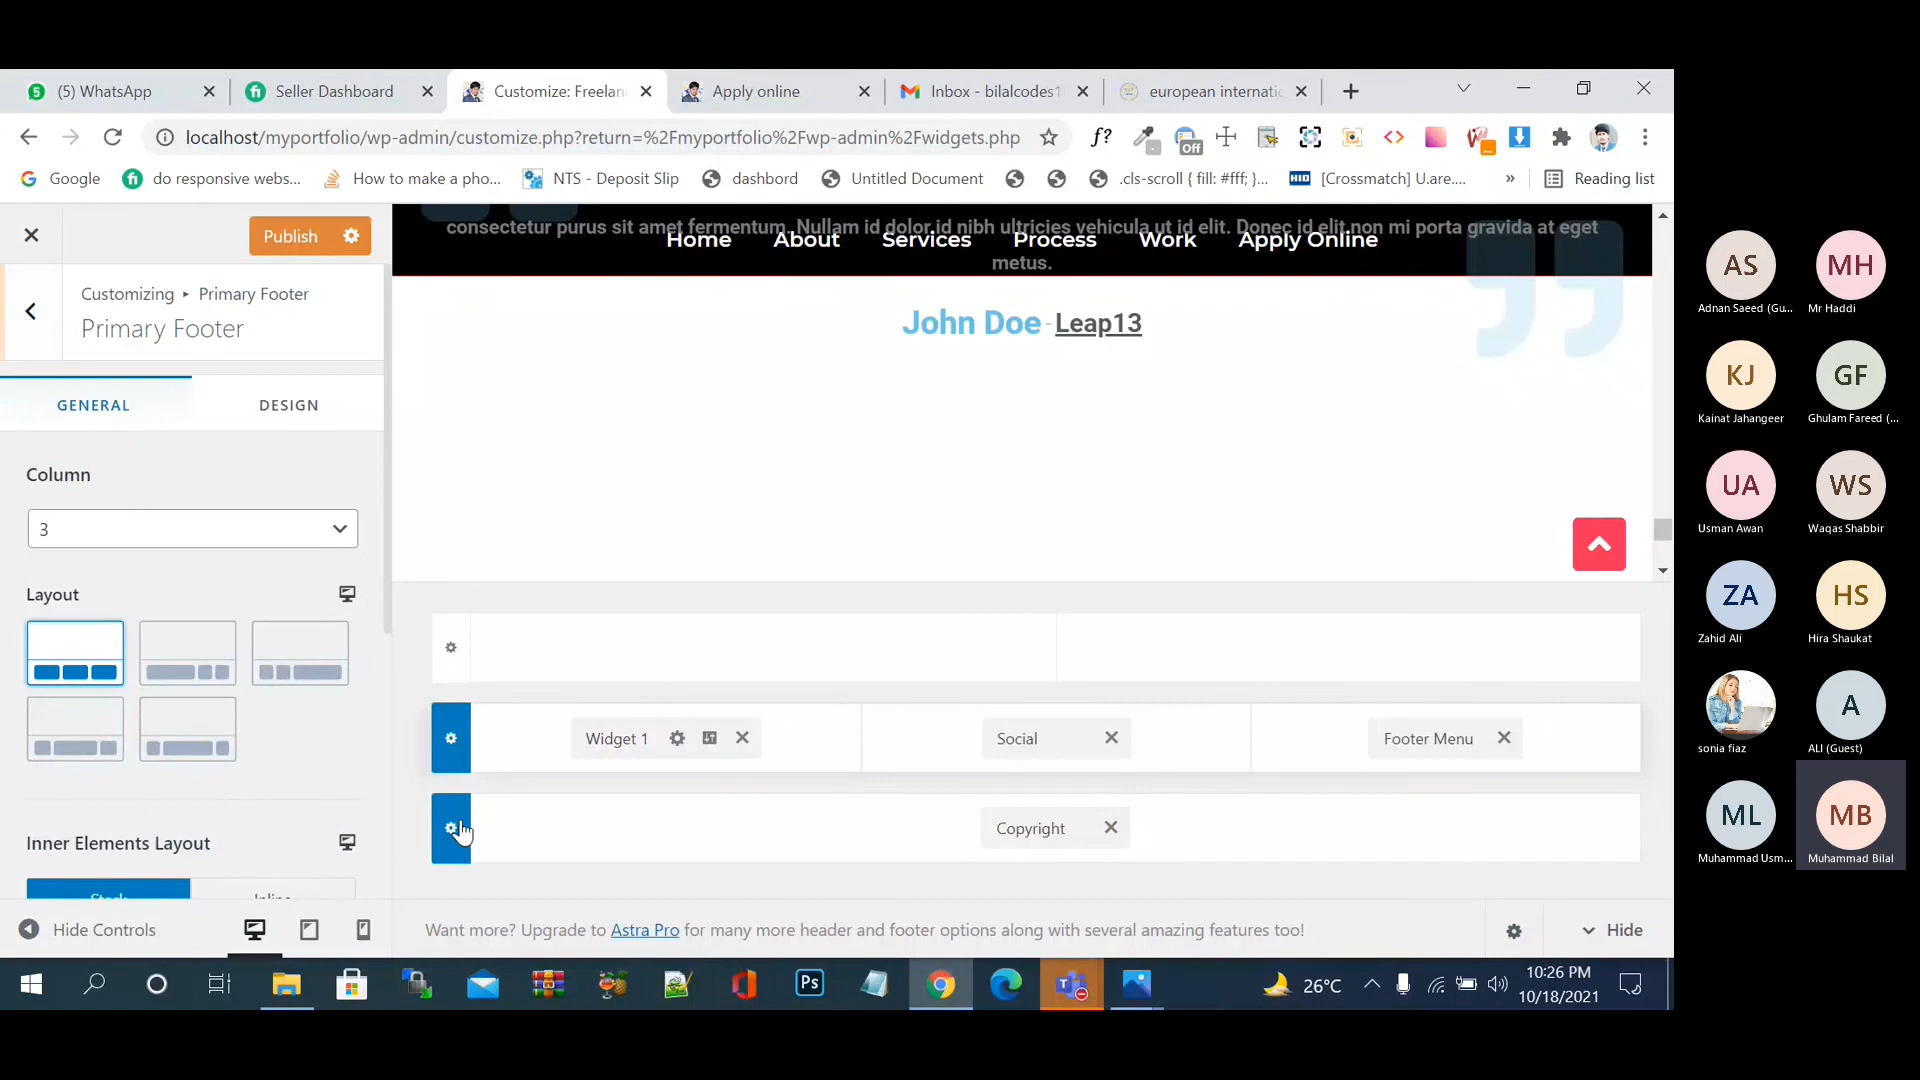 (5) WhatsApp
Seller Dashboard
Customize: Freelan
Apply online
Inbox - bilalcodes1
european internatio
localhost/myportfolio/wp-admin/customize.php?return=%2Fmyportfolio%2Fwp-admin%2Fwidgets.php
f?
Off
Google
do responsive webs...
How to make a pho...
NTS - Deposit Slip
dashbord
Untitled Document
.cls-scroll { fill: #fff; }...
HID
[Crossmatch] U.are....
»
Reading list
Publish
Customizing ▸ Primary Footer
Primary Footer
GENERAL
DESIGN
Column
3
Layout
Inner Elements Layout
Stack
Inline
Hide Controls
consectetur purus sit amet fermentum. Nullam id dolor id nibh ultricies vehicula ut id elit. Donec id elit non mi porta gravida at eget
metus.
Home About Services Process Work Apply Online
John Doe - Leap13
Widget 1
Social
Footer Menu
Copyright
Want more? Upgrade to Astra Pro for many more header and footer options along with several amazing features too!
Hide
Ps
26°C
10:26 PM
10/18/2021
AS
Adnan Saeed (Gu...
MH
Mr Haddi
KJ
Kainat Jahangeer
GF
Ghulam Fareed (...
UA
Usman Awan
WS
Waqas Shabbir
ZA
Zahid Ali
HS
Hira Shaukat
sonia fiaz
A
ALI (Guest)
ML
Muhammad Usm...
MB
Muhammad Bilal